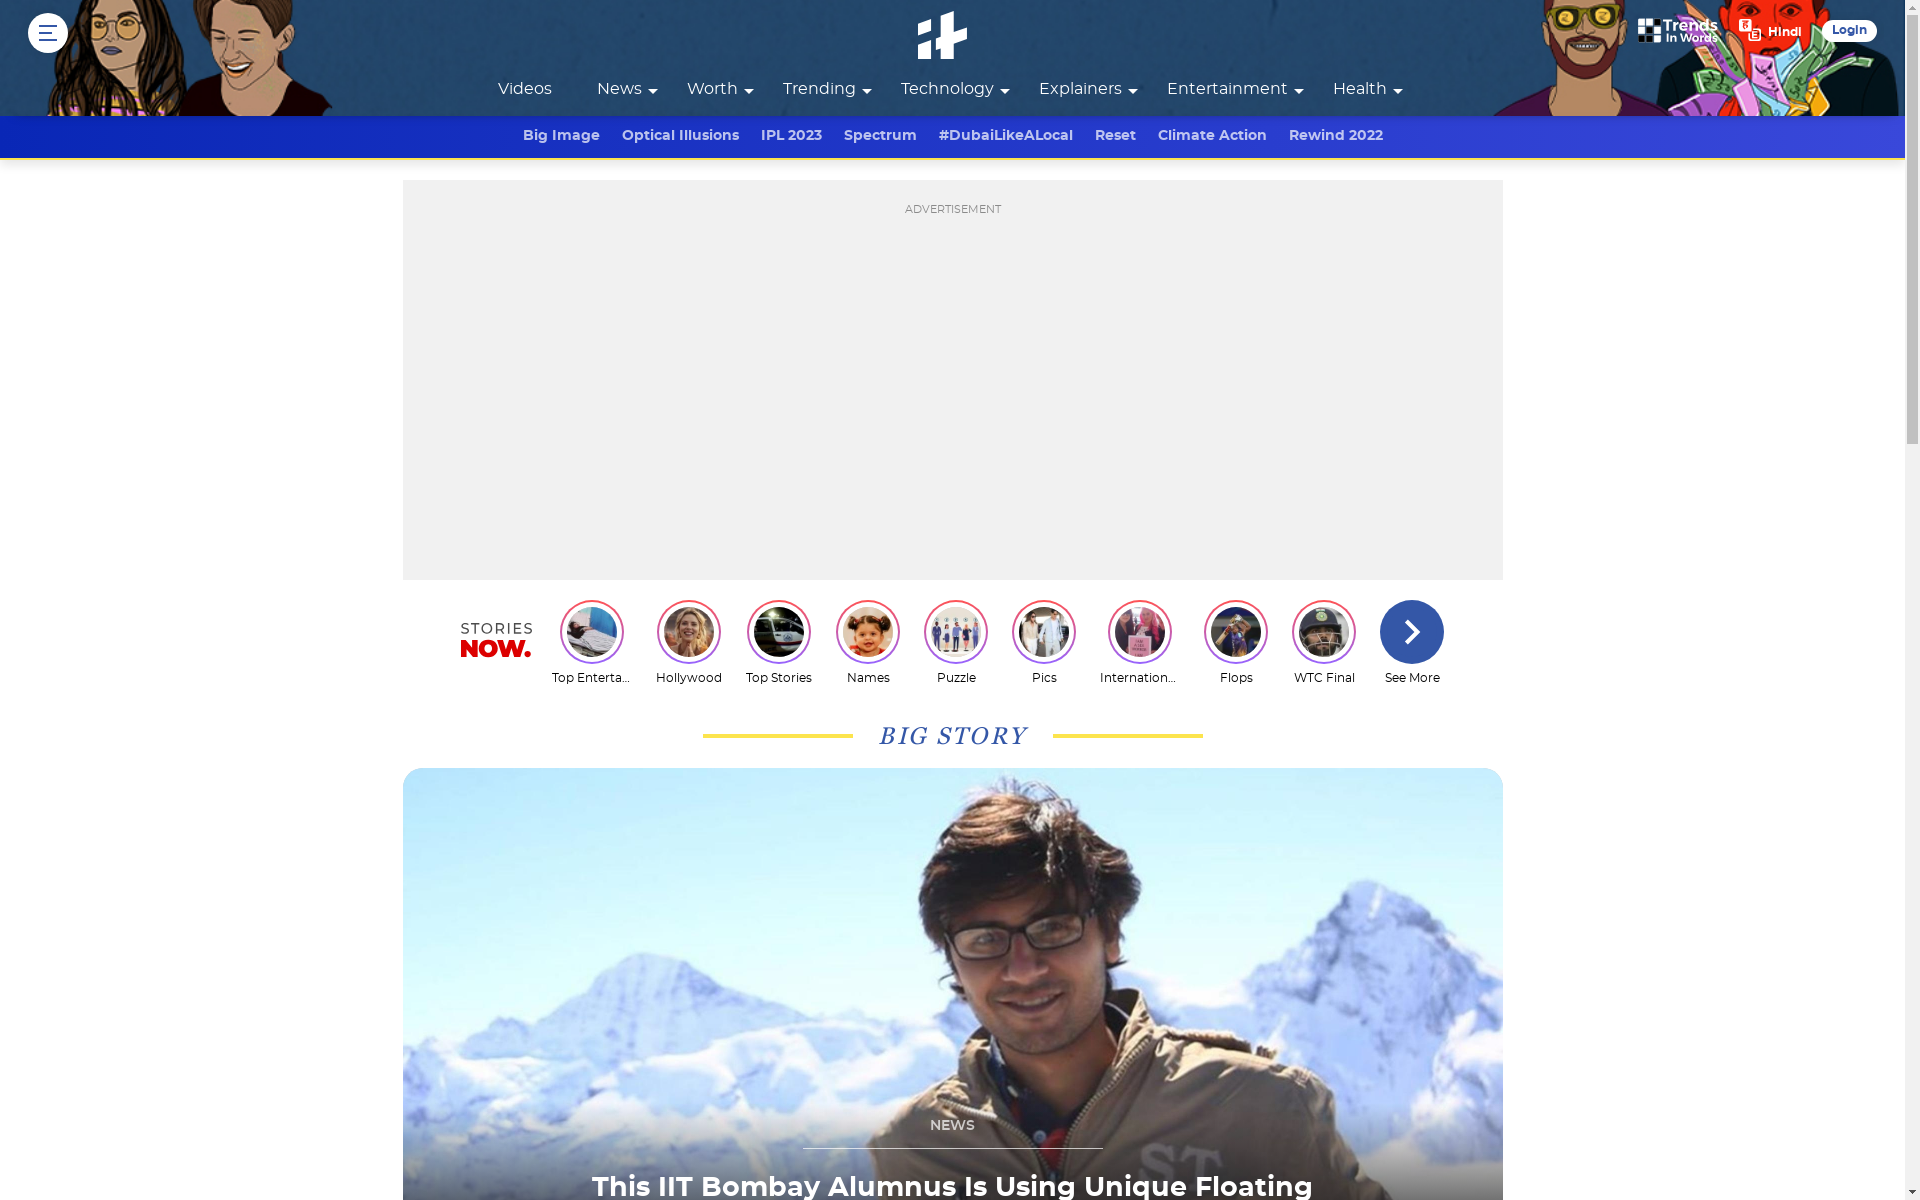 Trends
In Words
Hindi
Login
Videos
News
Worth
Trending
Technology
Explainers
Entertainment
Health
Big Image
Optical Illusions
IPL 2023
Spectrum
#DubaiLikeALocal
Reset
Climate Action
Rewind 2022
ADVERTISEMENT
STORIES
NOW.
Top Enterta...
Hollywood
Top Stories
Names
Puzzle
Pics
Internation...
Flops
WTC Final
See More
BIG STORY
NEWS
This IIT Bombay Alumnus Is Using Unique Floating